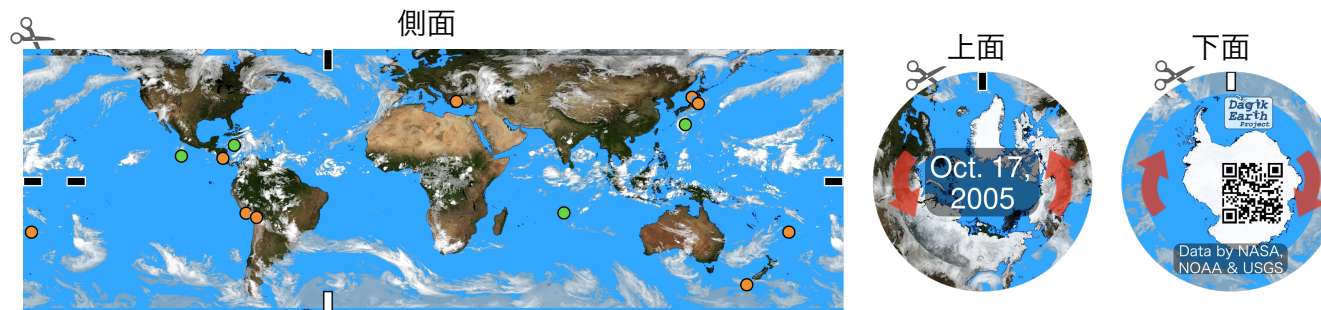 側面
上面
下面
Oct. 17,
2005
Dagik
Earth
Project
Data by NASA,
NOAA & USGS